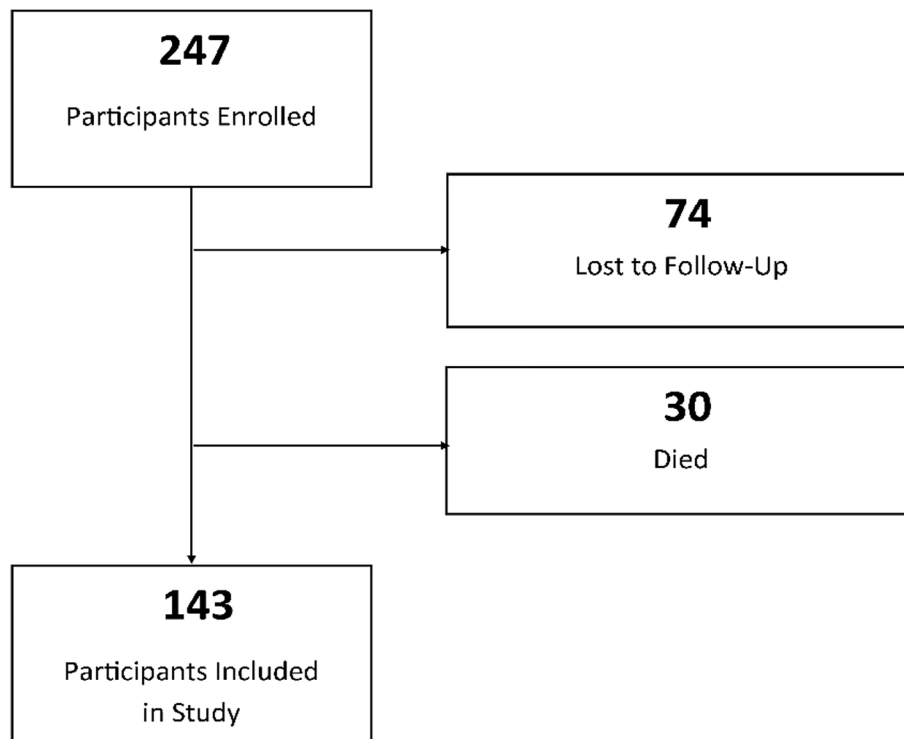 247
Participants Enrolled
74
Lost to Follow-Up
30
Died
143
Participants Included
in Study